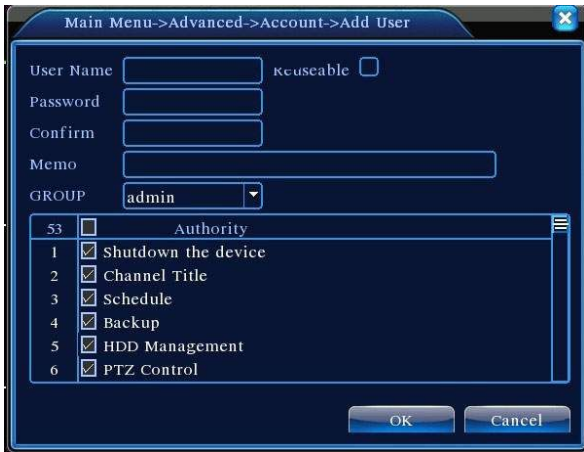 Main Menu->Advanced->Account->Add User
User Name Reuseable
Password
Confirm
Memo
GROUP admin
53 Authority
1 Shutdown the device
2 Channel Title
3 Schedule
4 Backup
5 HDD Management
6 PTZ Control
OK Cancel